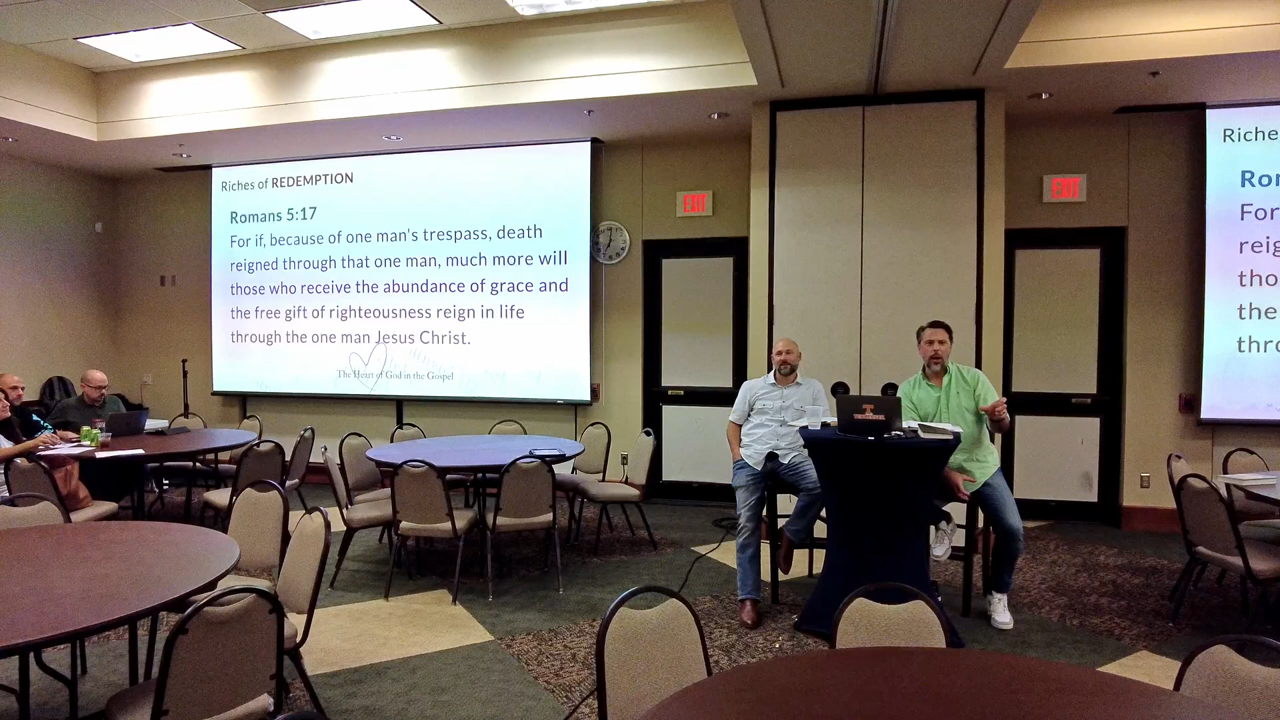 Riches of REDEMPTION
Romans 5:17
For if, because of one man's trespass, death
reigned through that one man, much more will
those who receive the abundance of grace and
the free gift of righteousness reign in life
through the one man Jesus Christ.
The Heart of God in the Gospel
EXIT
EXIT
T
Riche
Ror
For
reig
tho
the
thro